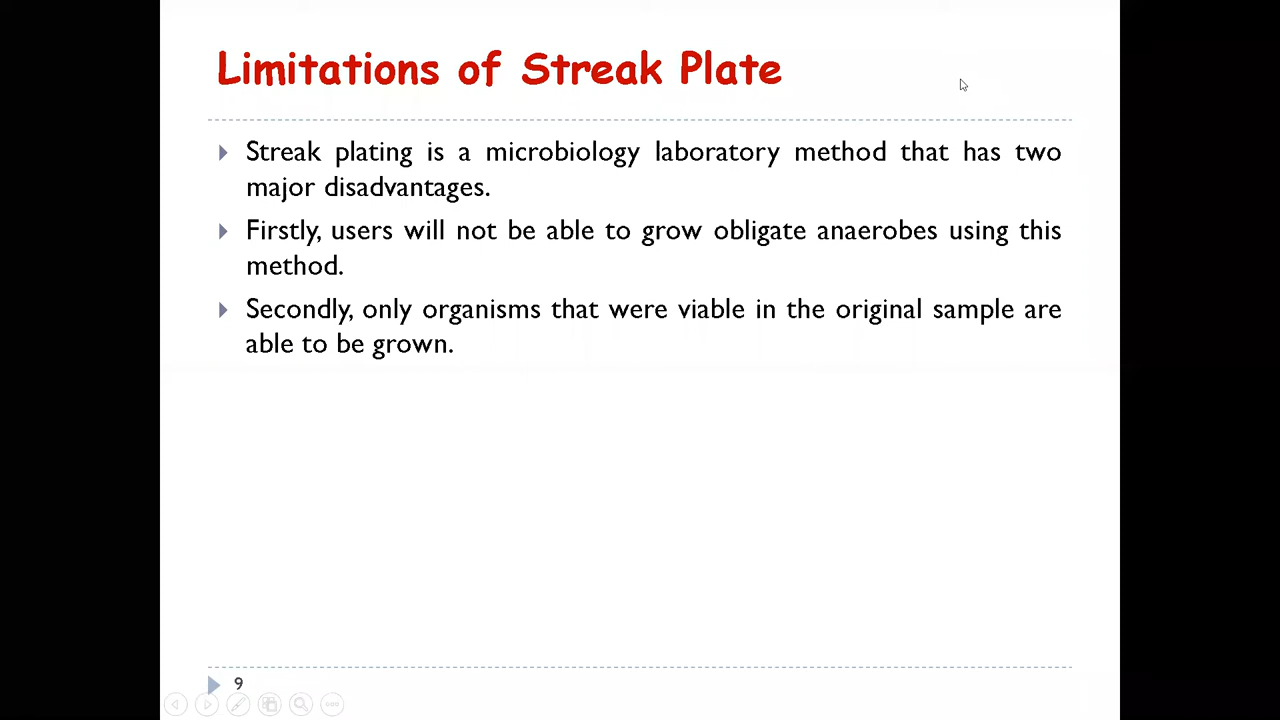 Limitations of Streak Plate
Streak plating is a microbiology laboratory method that has two
major disadvantages.
Firstly, users will not be able to grow obligate anaerobes using this
method.
Secondly, only organisms that were viable in the original sample are
able to be grown.
9